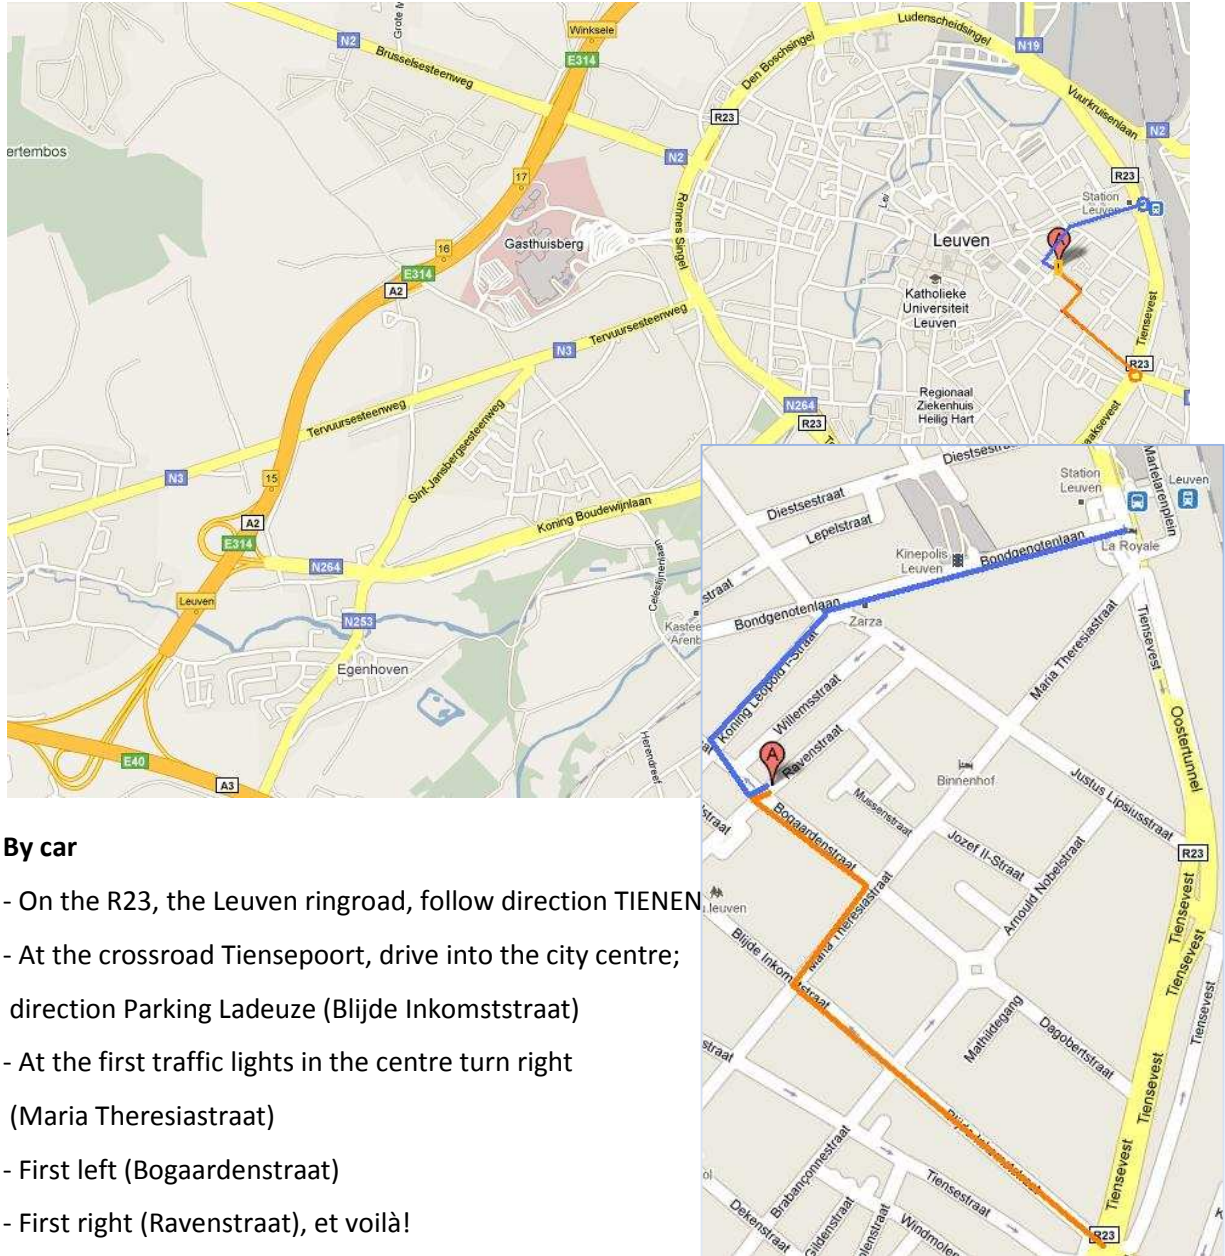 Winksele
E314
N2
Brusselsesteenweg
Ludenscheidsingel
N19
Den Boschsingel
R23
Vuurkruisenlaan
N2
N2
ertembos
17
R23
Station
Leuven
Rennes Singel
Gasthuisberg
Leuven
16
E314
A2
Katholieke
Universiteit
Leuven
Tiensevest
Tervuursesteenweg
N3
R23
Regionaal
Ziekenhuis
Heilig Hart
N264
R23
Tervuursesteenweg
Sint-Jansbergsesteenweg
N3
15
A2
E314
Koning Boudewijnlaan
N264
Celestijnenlaan
Leuven
N253
Egenhoven
Herendreef
E40
A3
Station
Leuven
Martelarenplein
Leuven
Diestsestraat
Lepelstraat
Kinepolis
Leuven
Bondgenotenlaan
La Royale
Bondgenotenlaan
Zarza
Maria Theresiastraat
Tiensevest
Koning Leopold I-Straat
Willemsstraat
A
Ravenstraat
Oostertunnel
Binnenhof
Justus Lipsiusstraat
Mussenstraat
Bogaardenstraat
Jozef II-Straat
Arnould Nobelstraat
R23
Maria Theresiastraat
Tiensevest
Tiensevest
Tiensevest
Blijde Inkomststraat
Mathildegang
Dagobertstraat
Tiensevest
Blijde Inkomststraat
Brabançonnestraat
Tiensestraat
Tiensevest
Dekenstraat
Gildenstraat
R23
By car
- On the R23, the Leuven ringroad, follow direction TIENEN
- At the crossroad Tiensepoort, drive into the city centre;
direction Parking Ladeuze (Blijde Inkomststraat)
- At the first traffic lights in the centre turn right
(Maria Theresiastraat)
- First left (Bogaardenstraat)
- First right (Ravenstraat), et voilà!